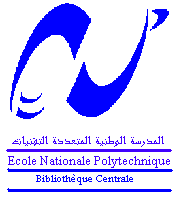 المدرسة الوطنية المتعددة التقنيات
Ecole Nationale Polytechnique
Bibliothèque Centrale